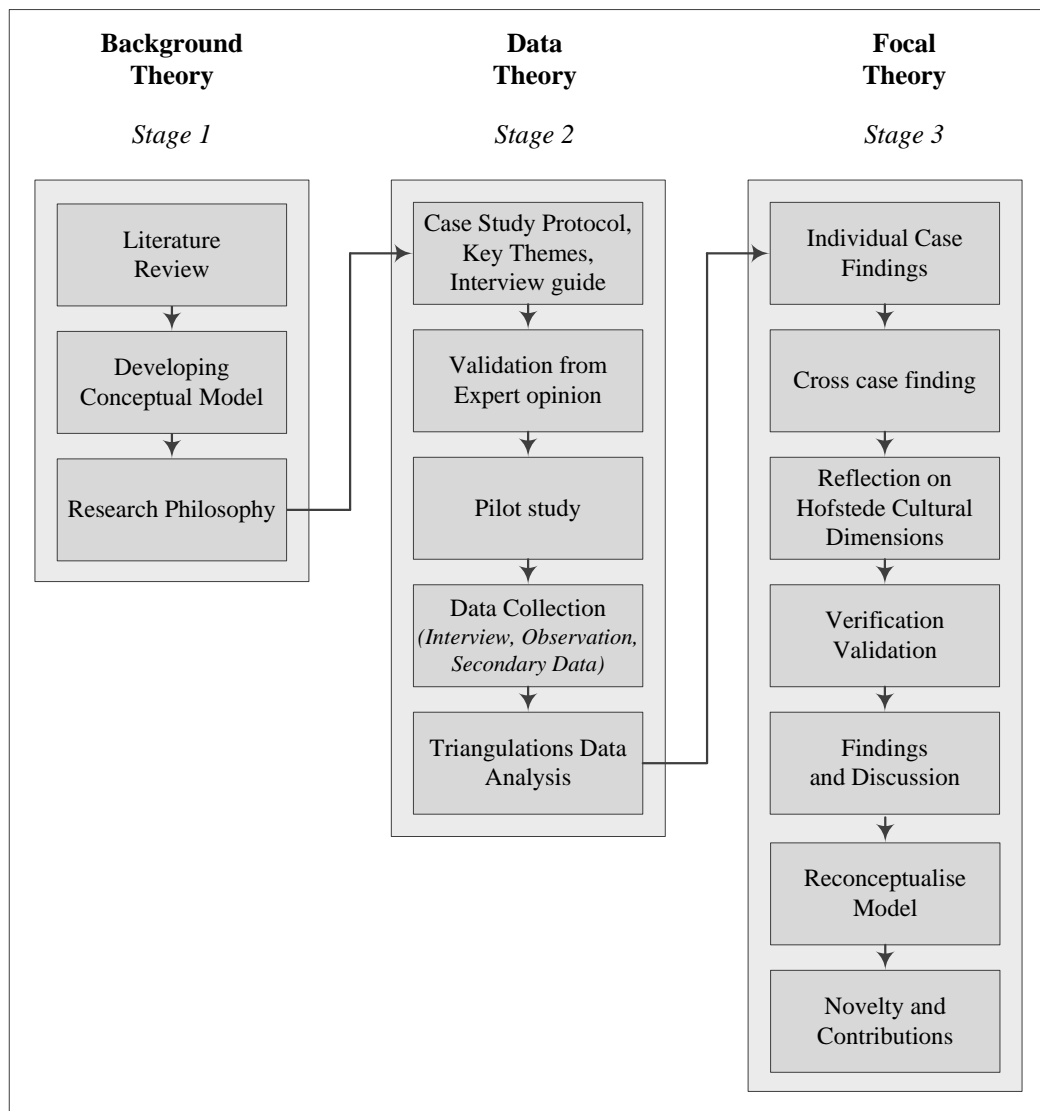 Background
Theory
Stage 1
Literature
Review
Developing
Conceptual Model
Research Philosophy
Data
Theory
Stage 2
Case Study Protocol,
Key Themes,
Interview guide
Validation from
Expert opinion
Pilot study
Data Collection
(Interview, Observation,
Secondary Data)
Triangulations Data
Analysis
Focal
Theory
Stage 3
Individual Case
Findings
Cross case finding
Reflection on
Hofstede Cultural
Dimensions
Verification
Validation
Findings
and Discussion
Reconceptualise
Model
Novelty and
Contributions